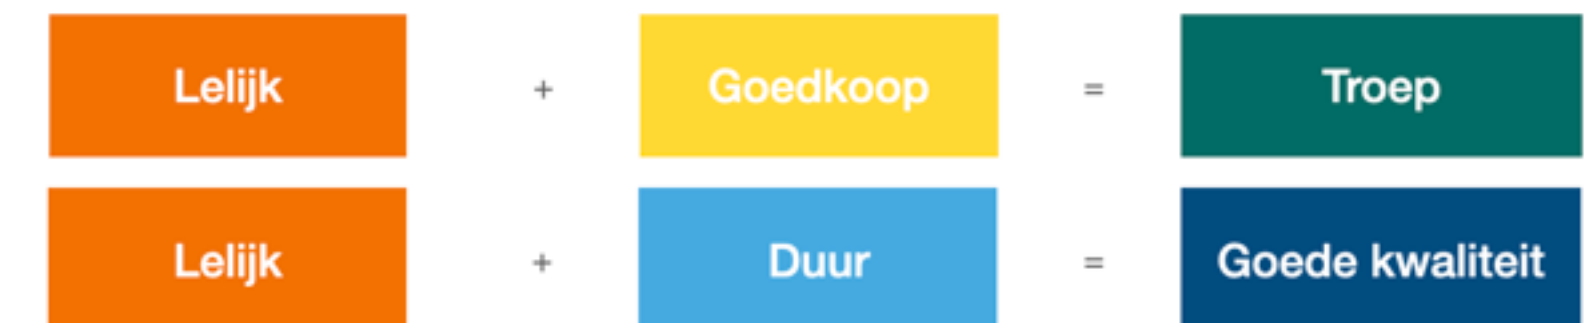 Lelijk + Goedkoop = Troep
Lelijk + Duur = Goede kwaliteit